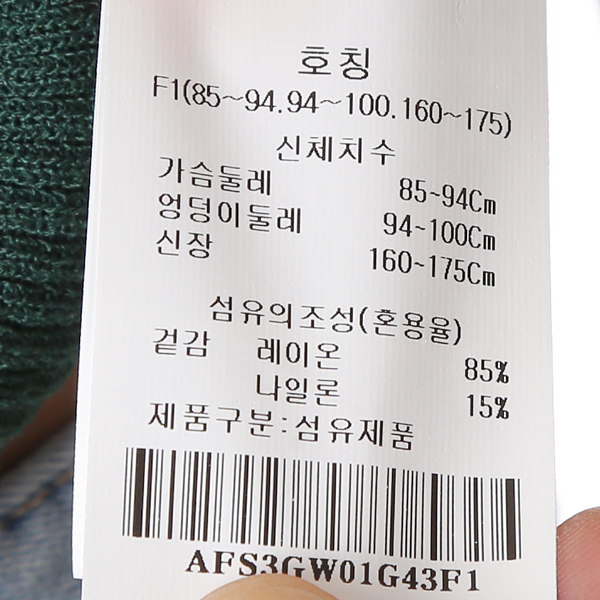 호칭
F1(85~94.94~100.160~175)
신체치수
가슴둘레 85~94Cm
엉덩이둘레 94~100Cm
신장 160~175Cm
섬유의조성(혼용율)
겉감 레이온 85%
나일론 15%
제품구분:섬유제품
AFS3GW01G43F1